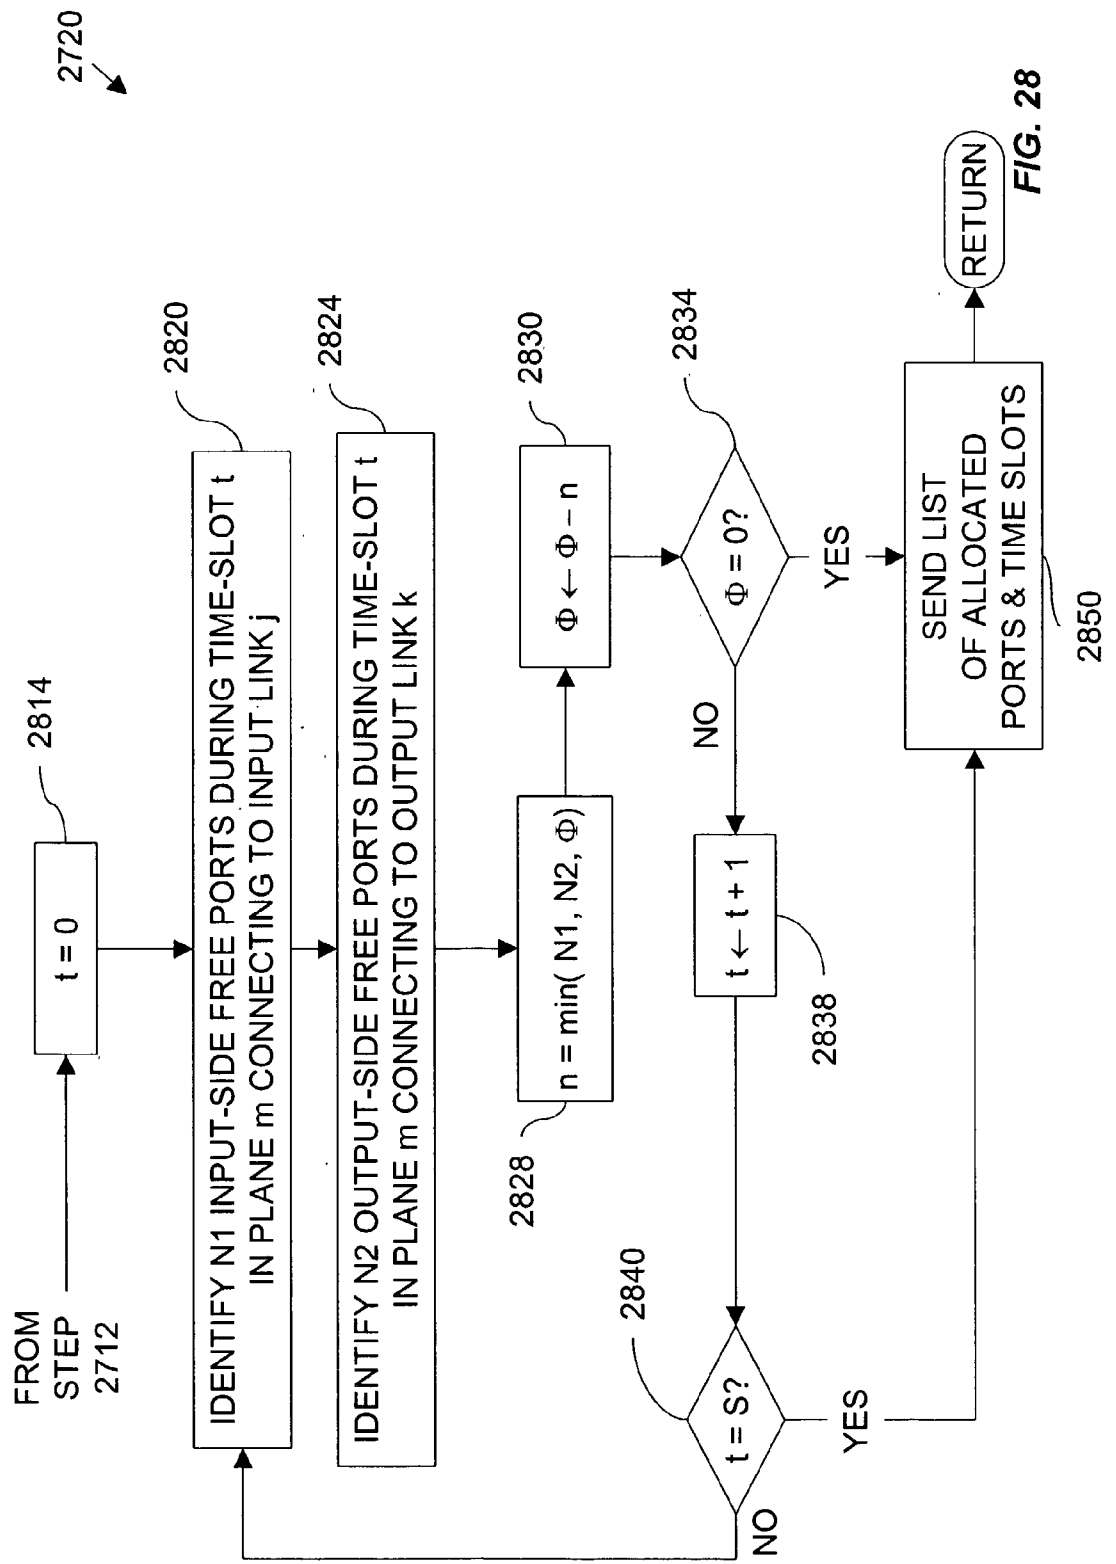 2720
FROM
STEP
2712
t = 0
2814
IDENTIFY N1 INPUT-SIDE FREE PORTS DURING TIME-SLOT t
IN PLANE m CONNECTING TO INPUT LINK j
2820
IDENTIFY N2 OUTPUT-SIDE FREE PORTS DURING TIME-SLOT t
IN PLANE m CONNECTING TO OUTPUT LINK k
2824
n = min( N1, N2, Φ)
2828
Φ ← Φ – n
2830
Φ = 0?
2834
NO
YES
t ← t + 1
2838
t = S?
2840
NO
YES
SEND LIST
OF ALLOCATED
PORTS & TIME SLOTS
2850
RETURN
FIG. 28